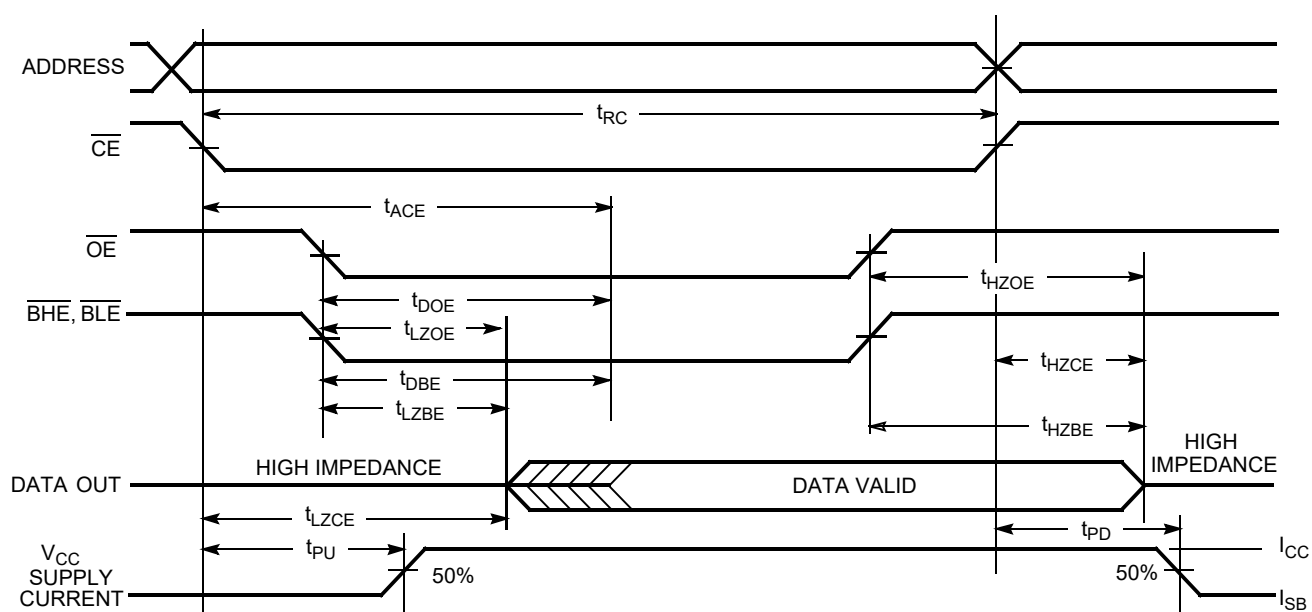 ADDRESS
tRC
CE
tACE
OE
tHZOE
tDOE
BHE, BLE
tLZOE
tHZCE
tDBE
tLZBE
tHZBE
HIGH IMPEDANCE
HIGH
IMPEDANCE
DATA OUT
DATA VALID
tLZCE
tPD
tPU
VCC
SUPPLY
CURRENT
50%
50%
ICC
ISB